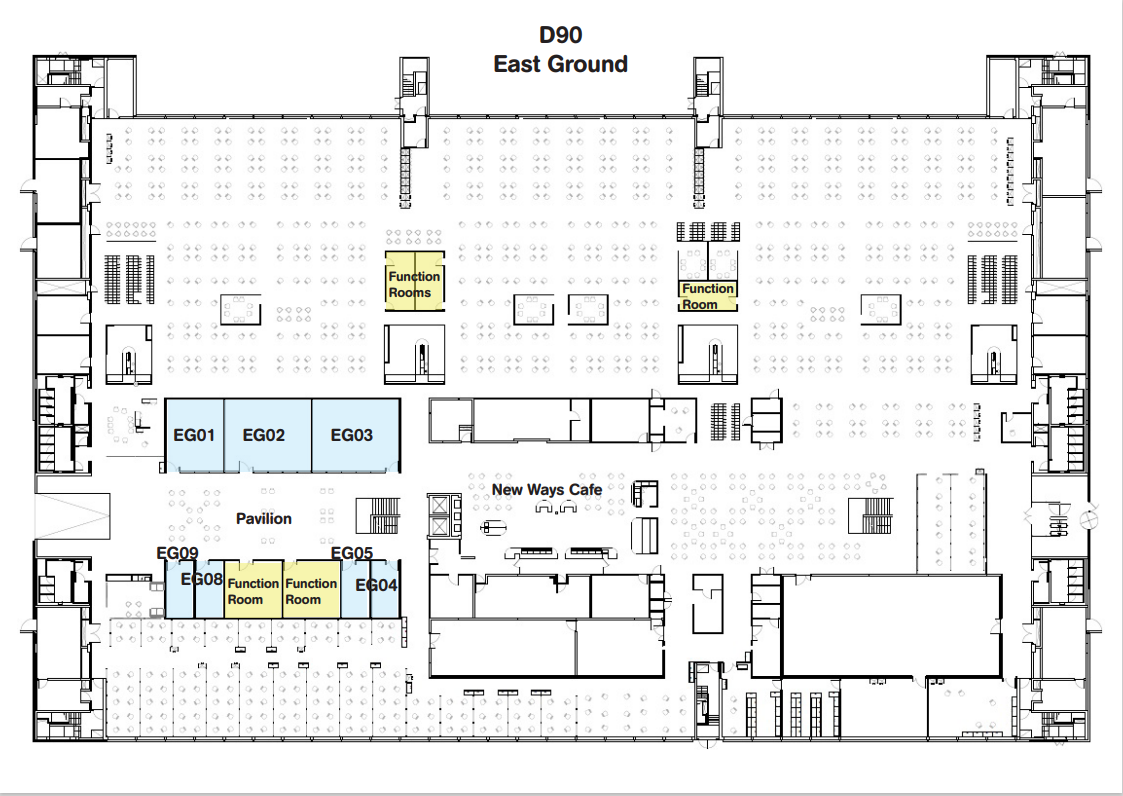 D90
East Ground
Function
Rooms
Function
Room
EG01
EG02
EG03
New Ways Cafe
Pavilion
EG09
EG05
EG08
Function
Room
Function
Room
EG04